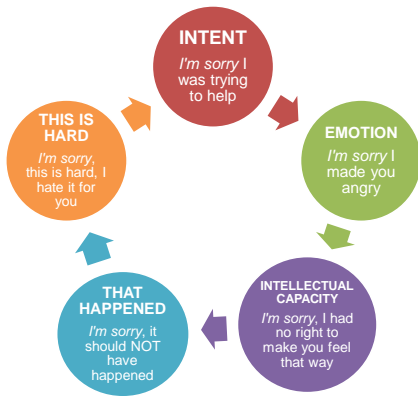 INTENT
I'm sorry I
was trying
to help
EMOTION
I'm sorry I
made you
angry
INTELLECTUAL
CAPACITY
I'm sorry, I had
no right to
make you feel
that way
THAT
HAPPENED
I'm sorry, it
should NOT
have
happened
THIS IS
HARD
I'm sorry,
this is hard, I
hate it for
you